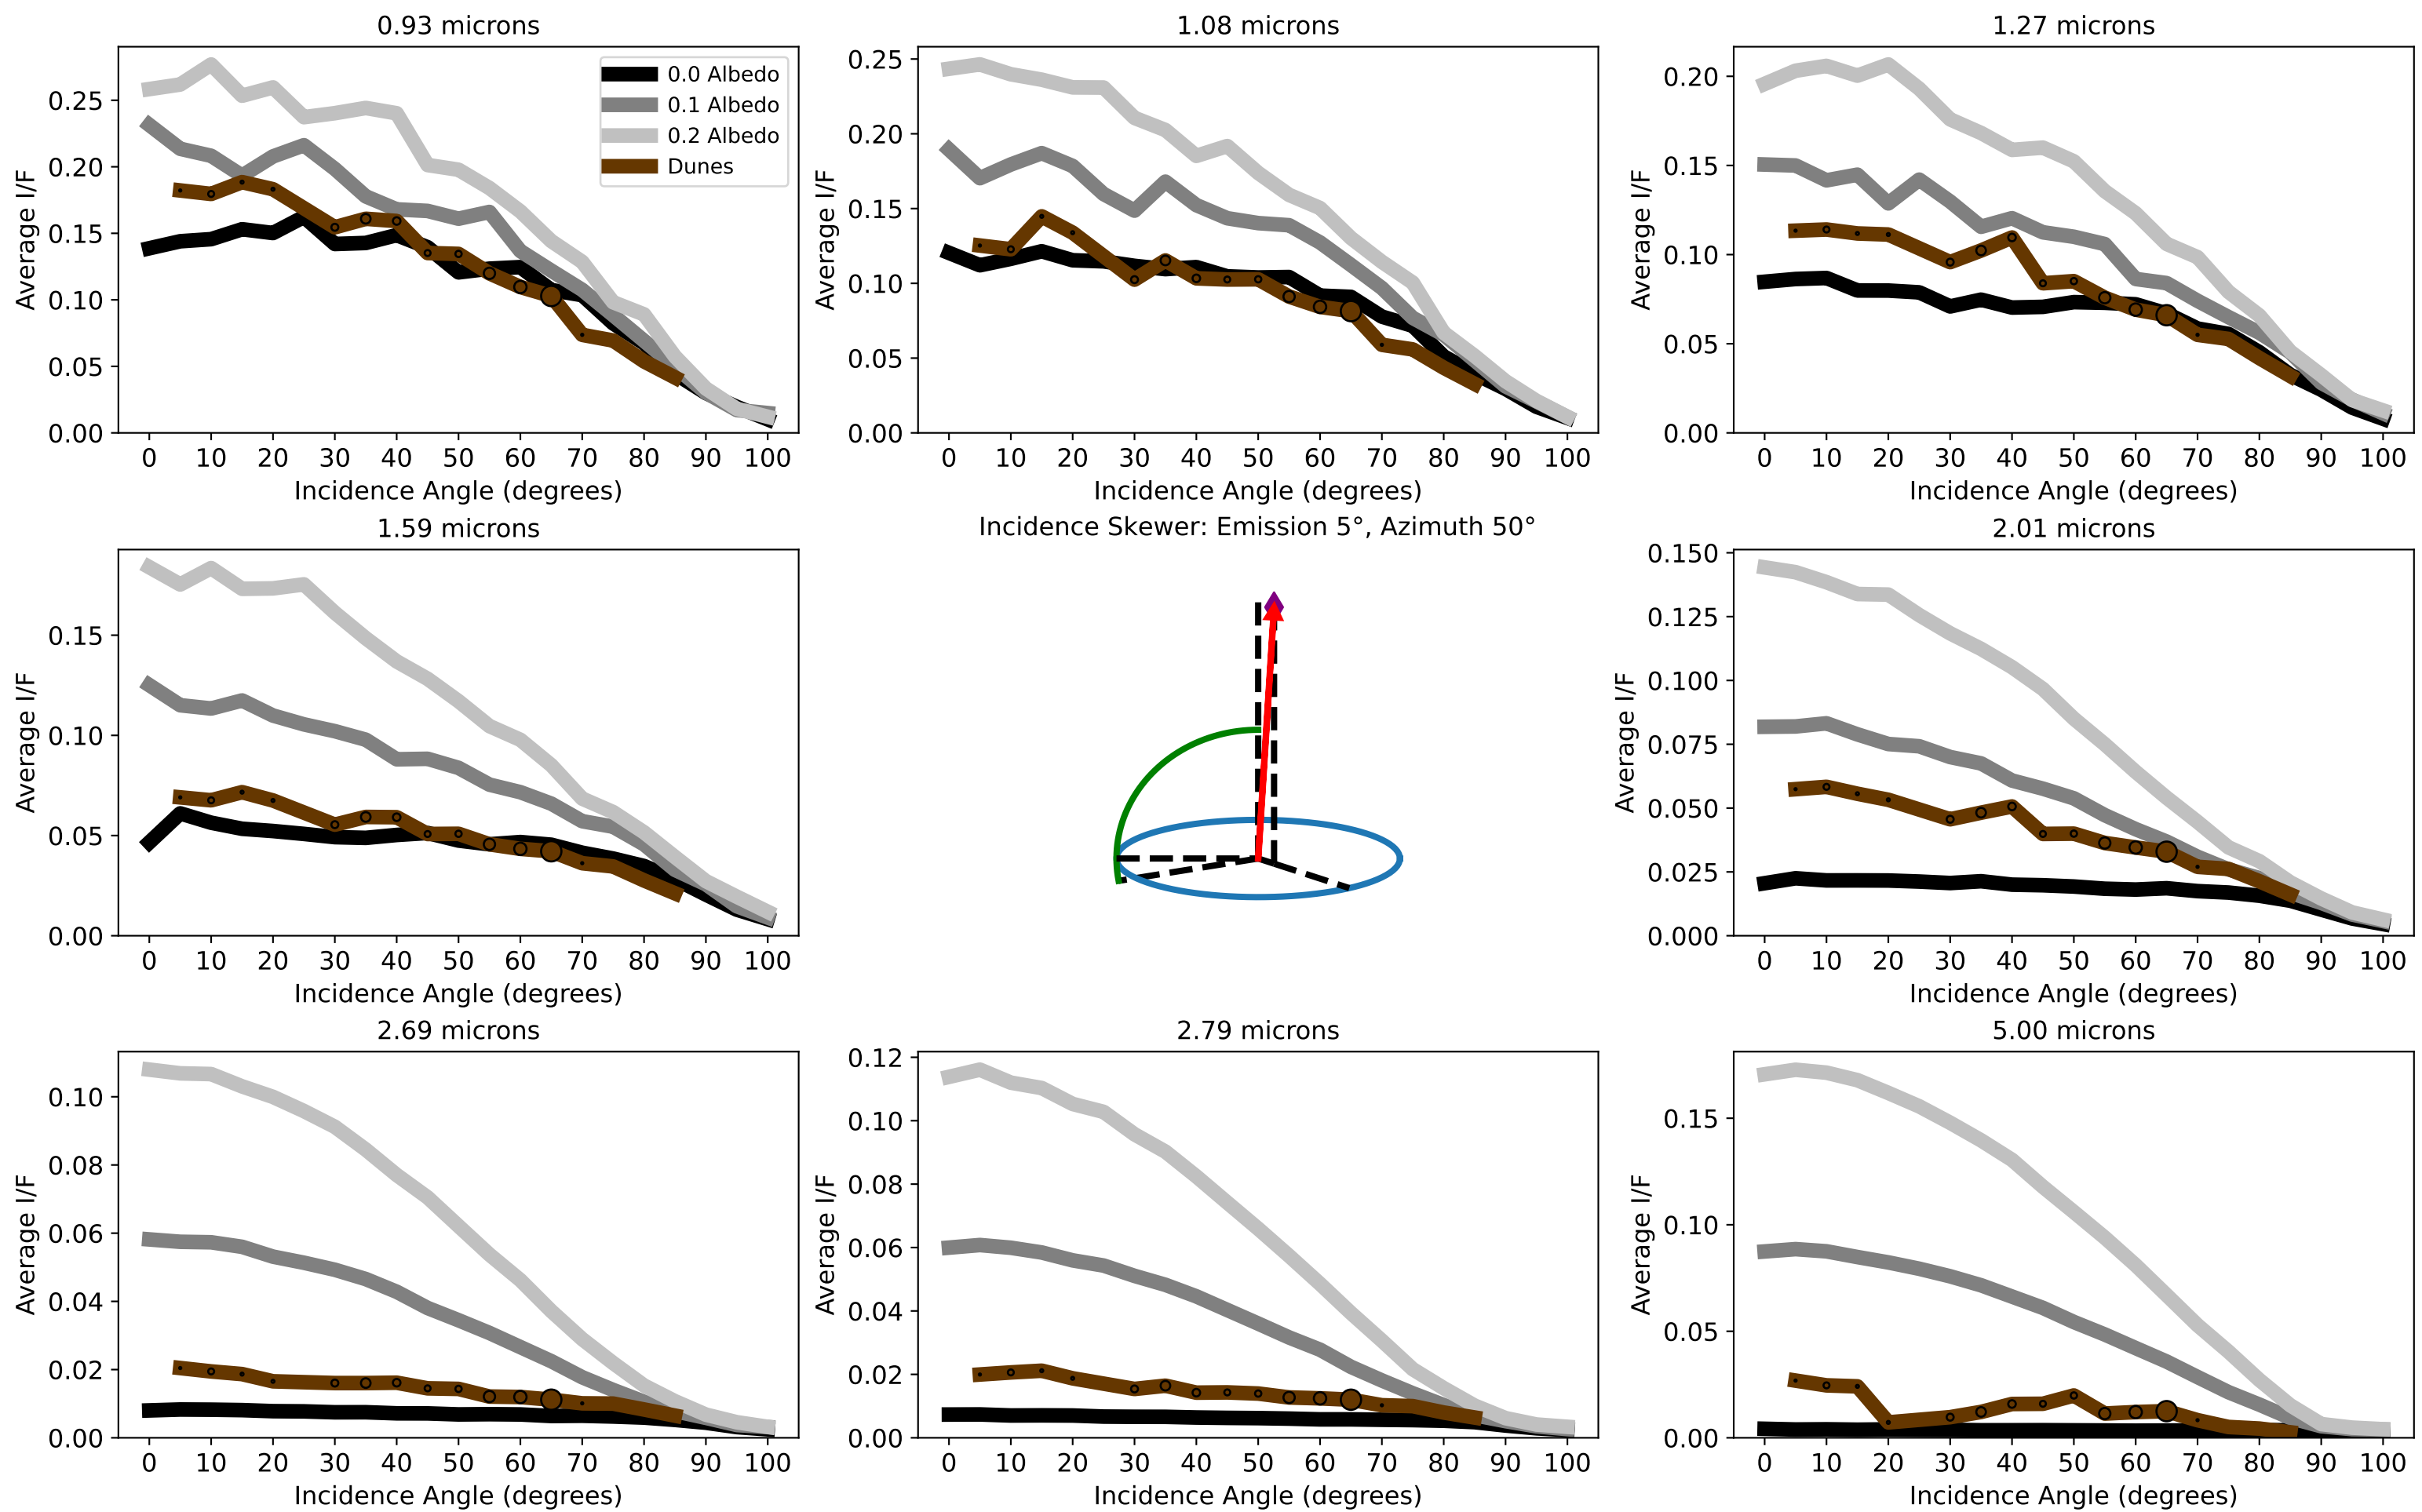 0.93 microns
0.25
0.20
0.15
0.10
0.05
0.00
Average I/F
0.0 Albedo
0.1 Albedo
0.2 Albedo
Dunes
0 10 20 30 40 50 60 70 80 90 100
Incidence Angle (degrees)
1.08 microns
0.25
0.20
0.15
0.10
0.05
0.00
Average I/F
0 10 20 30 40 50 60 70 80 90 100
Incidence Angle (degrees)
1.27 microns
0.20
0.15
0.10
0.05
0.00
Average I/F
0 10 20 30 40 50 60 70 80 90 100
Incidence Angle (degrees)
1.59 microns
0.15
0.10
0.05
0.00
Average I/F
0 10 20 30 40 50 60 70 80 90 100
Incidence Angle (degrees)
Incidence Skewer: Emission 5°, Azimuth 50°
2.01 microns
0.150
0.125
0.100
0.075
0.050
0.025
0.000
Average I/F
0 10 20 30 40 50 60 70 80 90 100
Incidence Angle (degrees)
2.69 microns
0.10
0.08
0.06
0.04
0.02
0.00
Average I/F
0 10 20 30 40 50 60 70 80 90 100
Incidence Angle (degrees)
2.79 microns
0.12
0.10
0.08
0.06
0.04
0.02
0.00
Average I/F
0 10 20 30 40 50 60 70 80 90 100
Incidence Angle (degrees)
5.00 microns
0.15
0.10
0.05
0.00
Average I/F
0 10 20 30 40 50 60 70 80 90 100
Incidence Angle (degrees)